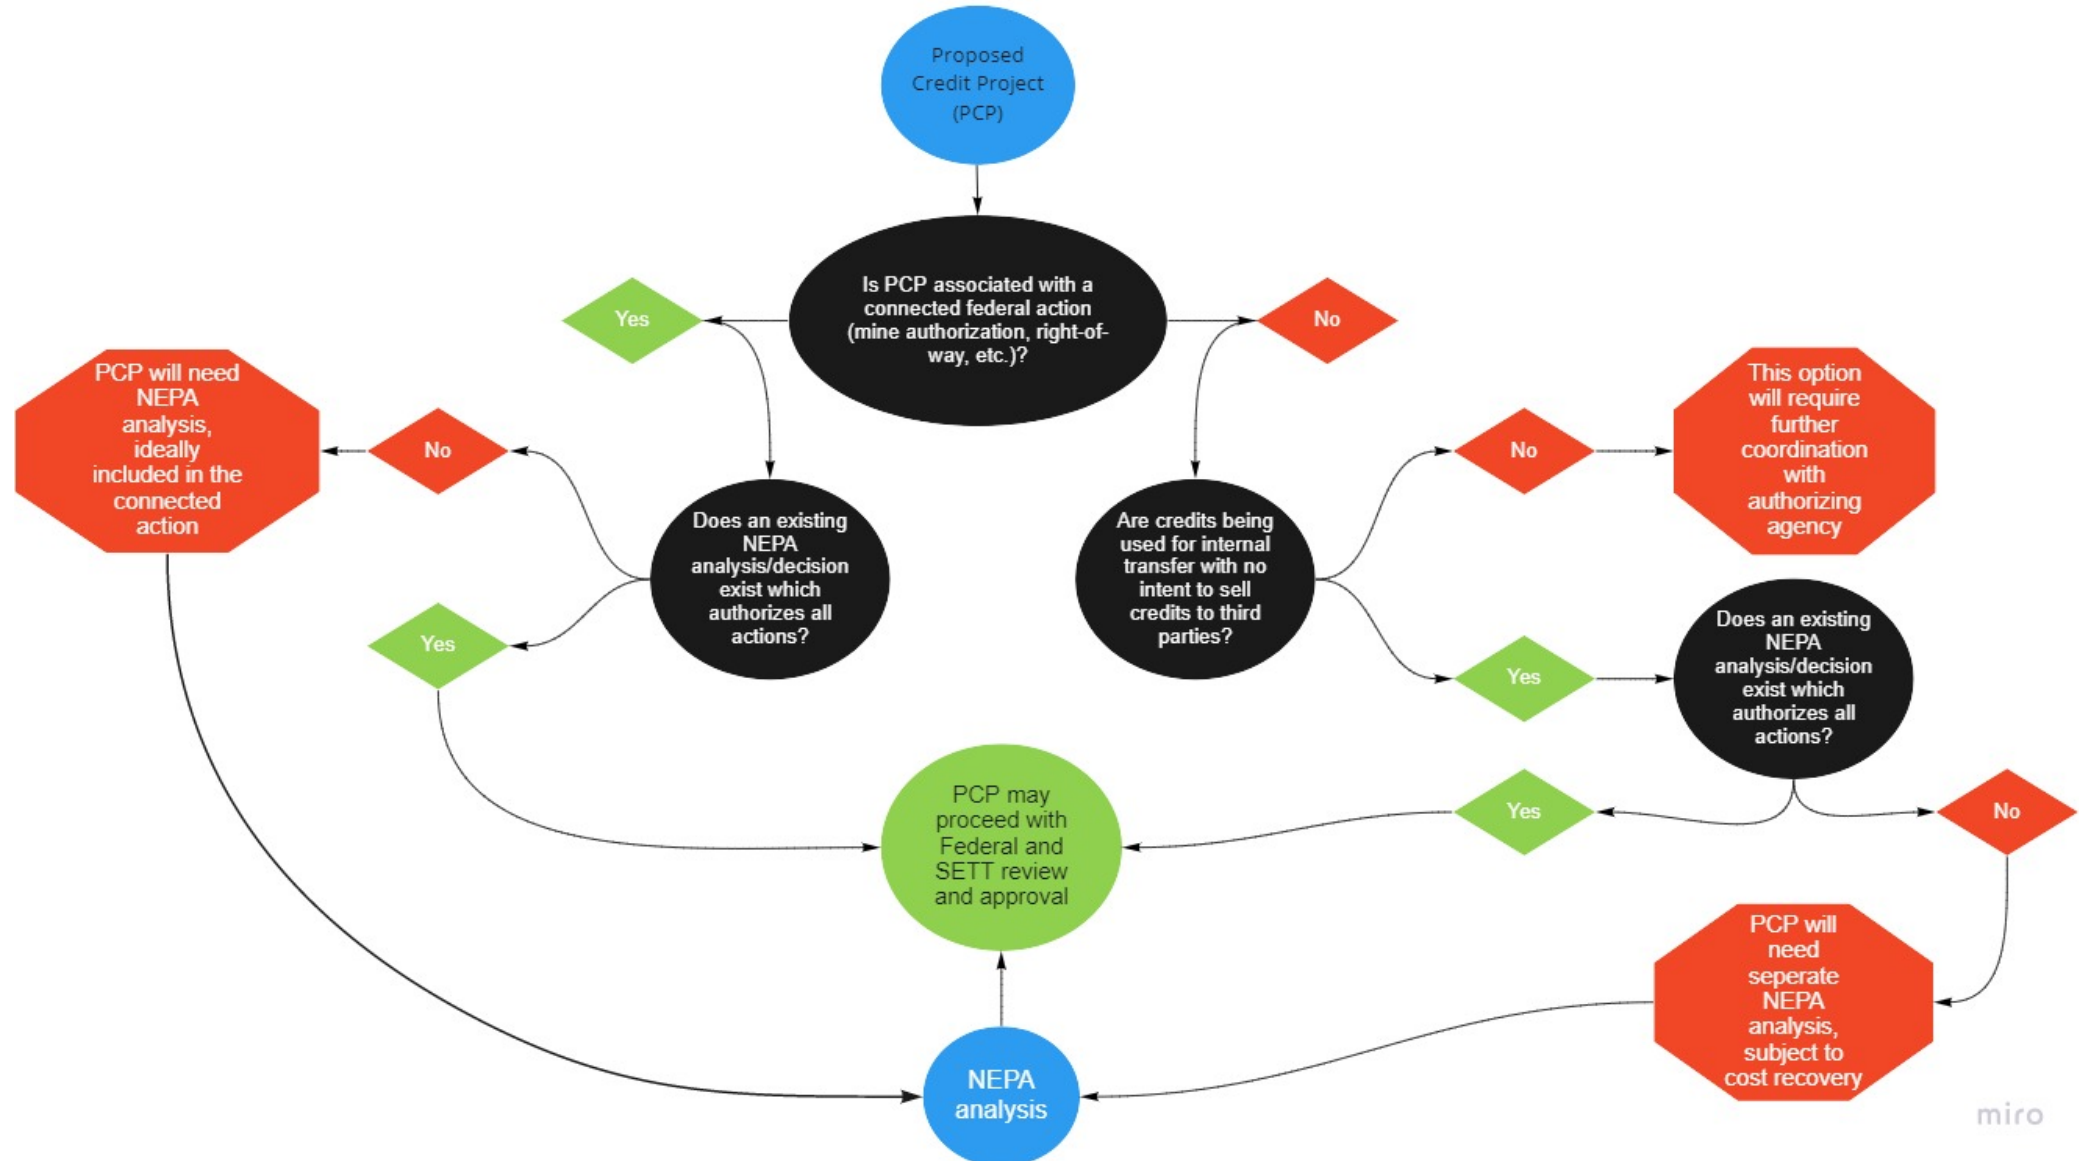 Proposed
Credit Project
(PCP)
Is PCP associated with a
connected federal action
(mine authorization, right-of-
way, etc.)?
Yes
No
PCP will need
NEPA
analysis,
ideally
included in the
connected
action
No
Does an existing
NEPA
analysis/decision
exist which
authorizes all
actions?
Yes
Are credits being
used for internal
transfer with no
intent to sell
credits to third
parties?
No
This option
will require
further
coordination
with
authorizing
agency
Yes
Does an existing
NEPA
analysis/decision
exist which
authorizes all
actions?
Yes
No
PCP may
proceed with
Federal and
SETT review
and approval
PCP will
need
seperate
NEPA
analysis,
subject to
cost recovery
NEPA
analysis
miro